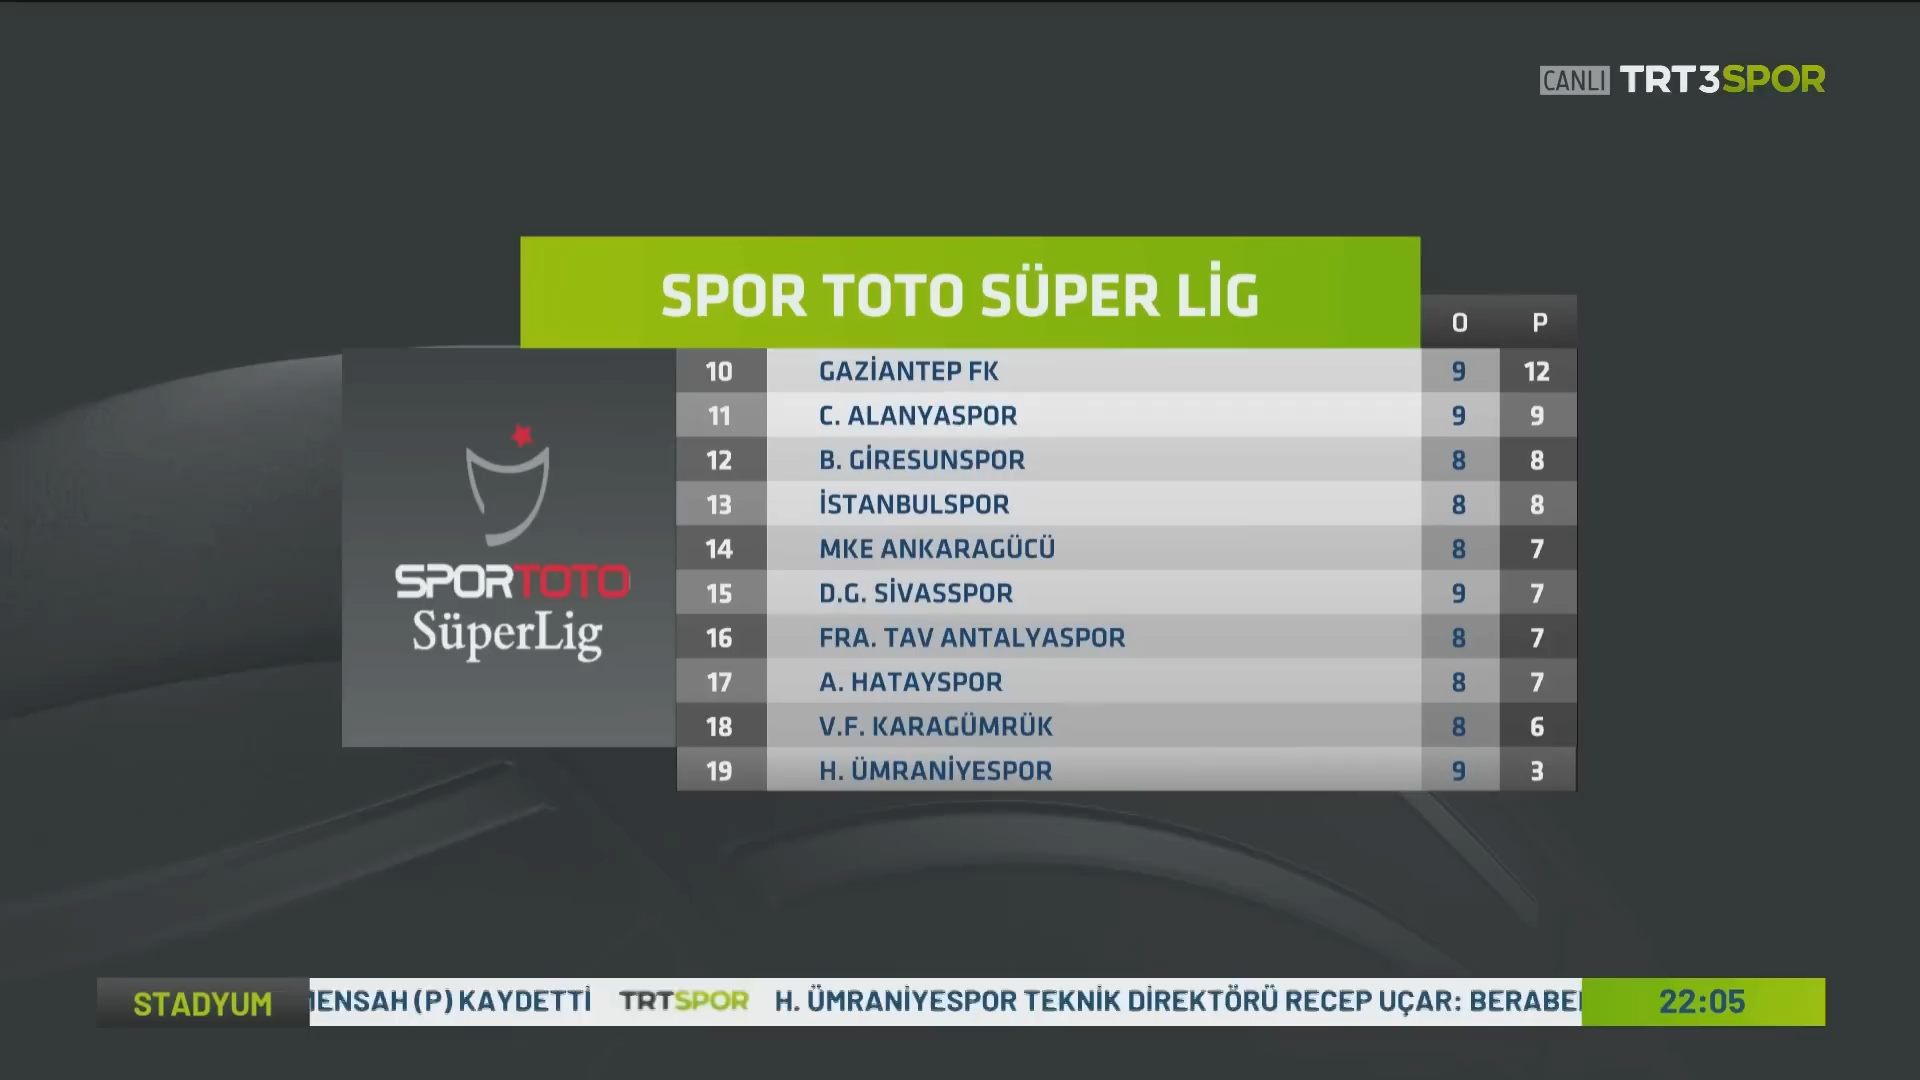 CANLI TRT3SPOR
SPOR TOTO SÜPER LİG
O P
10 GAZİANTEP FK 9 12
11 C. ALANYASPOR 9 9
12 B. GİRESUNSPOR 8 8
13 İSTANBULSPOR 8 8
14 MKE ANKARAGÜCÜ 8 7
15 D.G. SİVASSPOR 9 7
16 FRA. TAV ANTALYASPOR 8 7
17 A. HATAYSPOR 8 7
18 V.F. KARAGÜMRÜK 8 6
19 H. ÜMRANİYESPOR 9 3
SPORTOTO
SüperLig
STADYUM MENSAH (P) KAYDETTİ TRTSPOR H. ÜMRANİYESPOR TEKNİK DİREKTÖRÜ RECEP UÇAR: 22:05